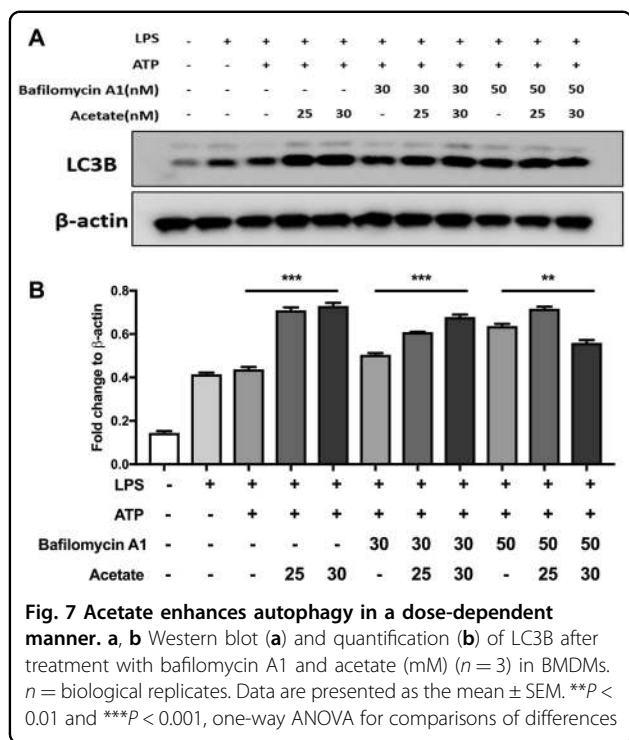 A
LPS - + + + + + + + + + +
ATP - - + + + + + + + + +
Bafilomycin A1(nM) - - - - - 30 30 30 50 50 50
Acetate(nM) - - - 25 30 - 25 30 - 25 30
LC3B
β-actin
B
*** *** **
Fold change to β-actin
0.8
0.6
0.4
0.2
0.0
LPS - + + + + + + + + + +
ATP - - + + + + + + + + +
Bafilomycin A1 - - - - - 30 30 30 50 50 50
Acetate - - - 25 30 - 25 30 - 25 30
Fig. 7 Acetate enhances autophagy in a dose-dependent
manner. a, b Western blot (a) and quantification (b) of LC3B after
treatment with bafilomycin A1 and acetate (mM) (n = 3) in BMDMs.
n = biological replicates. Data are presented as the mean ± SEM. **P <
0.01 and ***P < 0.001, one-way ANOVA for comparisons of differences